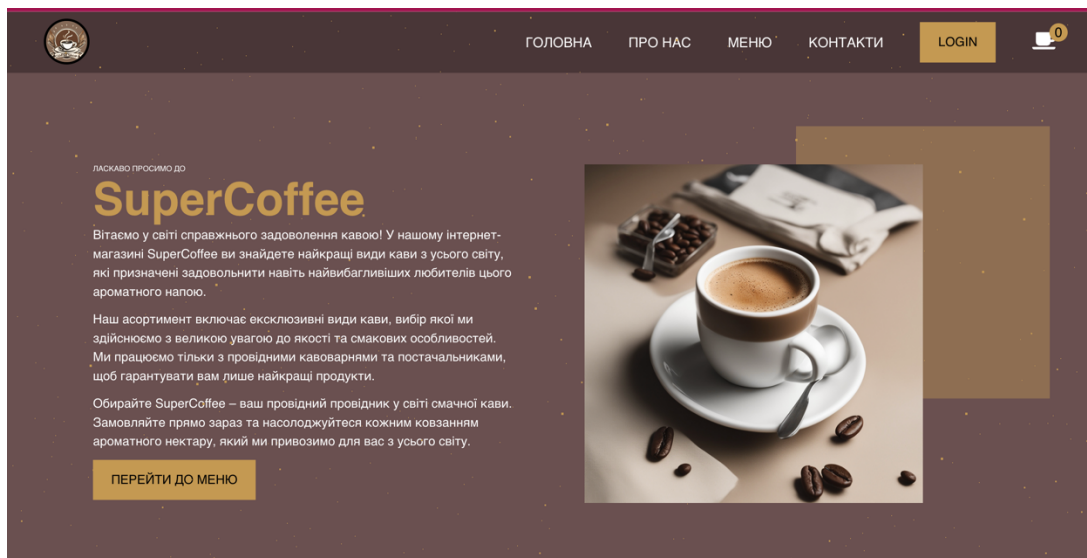 ГОЛОВНА ПРО НАС МЕНЮ КОНТАКТИ LOGIN 0
ЛАСКАВО ПРОСИМО ДО
SuperCoffee
Вітаємо у світі справжнього задоволення кавою! У нашому інтернет-
магазині SuperCoffee ви знайдете найкращі види кави з усього світу,
які призначені задовольнити навіть найвибагливіших любителів цього
ароматного напою.
Наш асортимент включає ексклюзивні види кави, вибір якої ми
здійснюємо з великою увагою до якості та смакових особливостей.
Ми працюємо тільки з провідними кавоварнями та постачальниками,
щоб гарантувати вам лише найкращі продукти.
Обирайте SuperCoffee – ваш провідний провідник у світі смачної кави.
Замовляйте прямо зараз та насолоджуйтеся кожним ковзанням
ароматного нектару, який ми привозимо для вас з усього світу.
ПЕРЕЙТИ ДО МЕНЮ